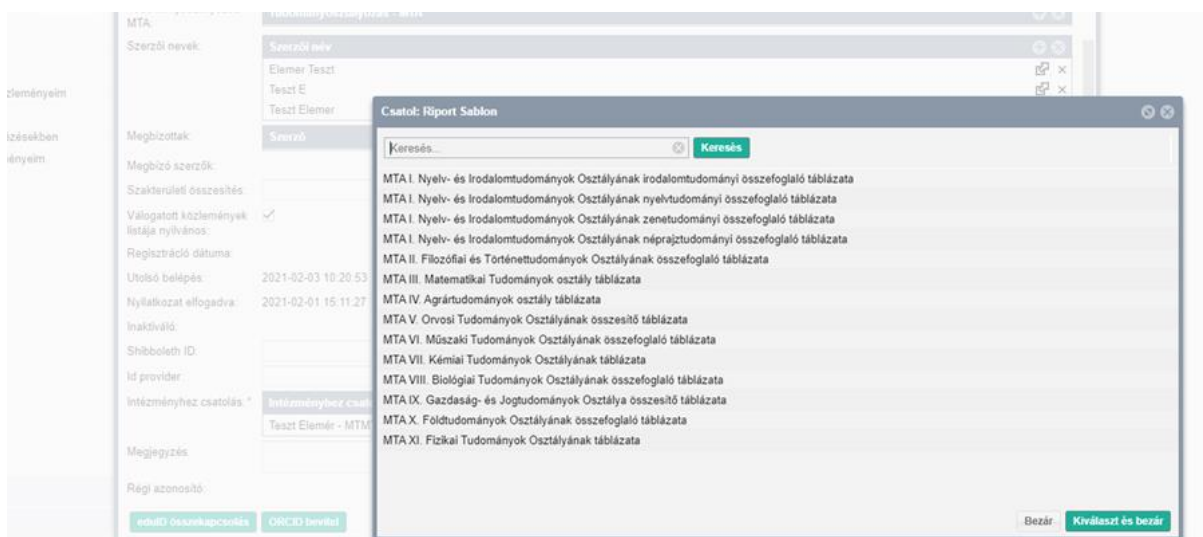 MTA:
Tudományosztályozás - MTA
Szerzői nevek:
Szerzői név
Elemer Teszt
Teszt E
Teszt Elemer
zleményeim
ézésekben
ényeim
Megbízottak:
Szerző
Megbízó szerzők:
Szakterületi összesítés:
Válogatott közlemények
listája nyilvános:
Regisztráció dátuma:
Utolsó belépés:
2021-02-03 10:20:53
Nyilatkozat elfogadva:
2021-02-01 15:11:27
Inaktiváló:
Shibboleth ID:
Id provider:
Intézményhez csatolás: *
Intézményhez csato
Teszt Elemér - MTM
Megjegyzés:
Régi azonosító:
eduID összekapcsolás
ORCID bevitel
Csatol: Riport Sablon
Keresés...
Keresés
MTA I. Nyelv- és Irodalomtudományok Osztályának irodalomtudományi összefoglaló táblázata
MTA I. Nyelv- és Irodalomtudományok Osztályának nyelvtudományi összefoglaló táblázata
MTA I. Nyelv- és Irodalomtudományok Osztályának zenetudományi összefoglaló táblázata
MTA I. Nyelv- és Irodalomtudományok Osztályának néprajztudományi összefoglaló táblázata
MTA II. Filozófiai és Történettudományok Osztályának összefoglaló táblázata
MTA III. Matematikai Tudományok osztály táblázata
MTA IV. Agrártudományok osztály táblázata
MTA V. Orvosi Tudományok Osztályának összesítő táblázata
MTA VI. Műszaki Tudományok Osztályának összefoglaló táblázata
MTA VII. Kémiai Tudományok Osztályának táblázata
MTA VIII. Biológiai Tudományok Osztályának összefoglaló táblázata
MTA IX. Gazdaság- és Jogtudományok Osztálya összesítő táblázata
MTA X. Földtudományok Osztályának összefoglaló táblázata
MTA XI. Fizikai Tudományok Osztályának táblázata
Bezár
Kiválaszt és bezár